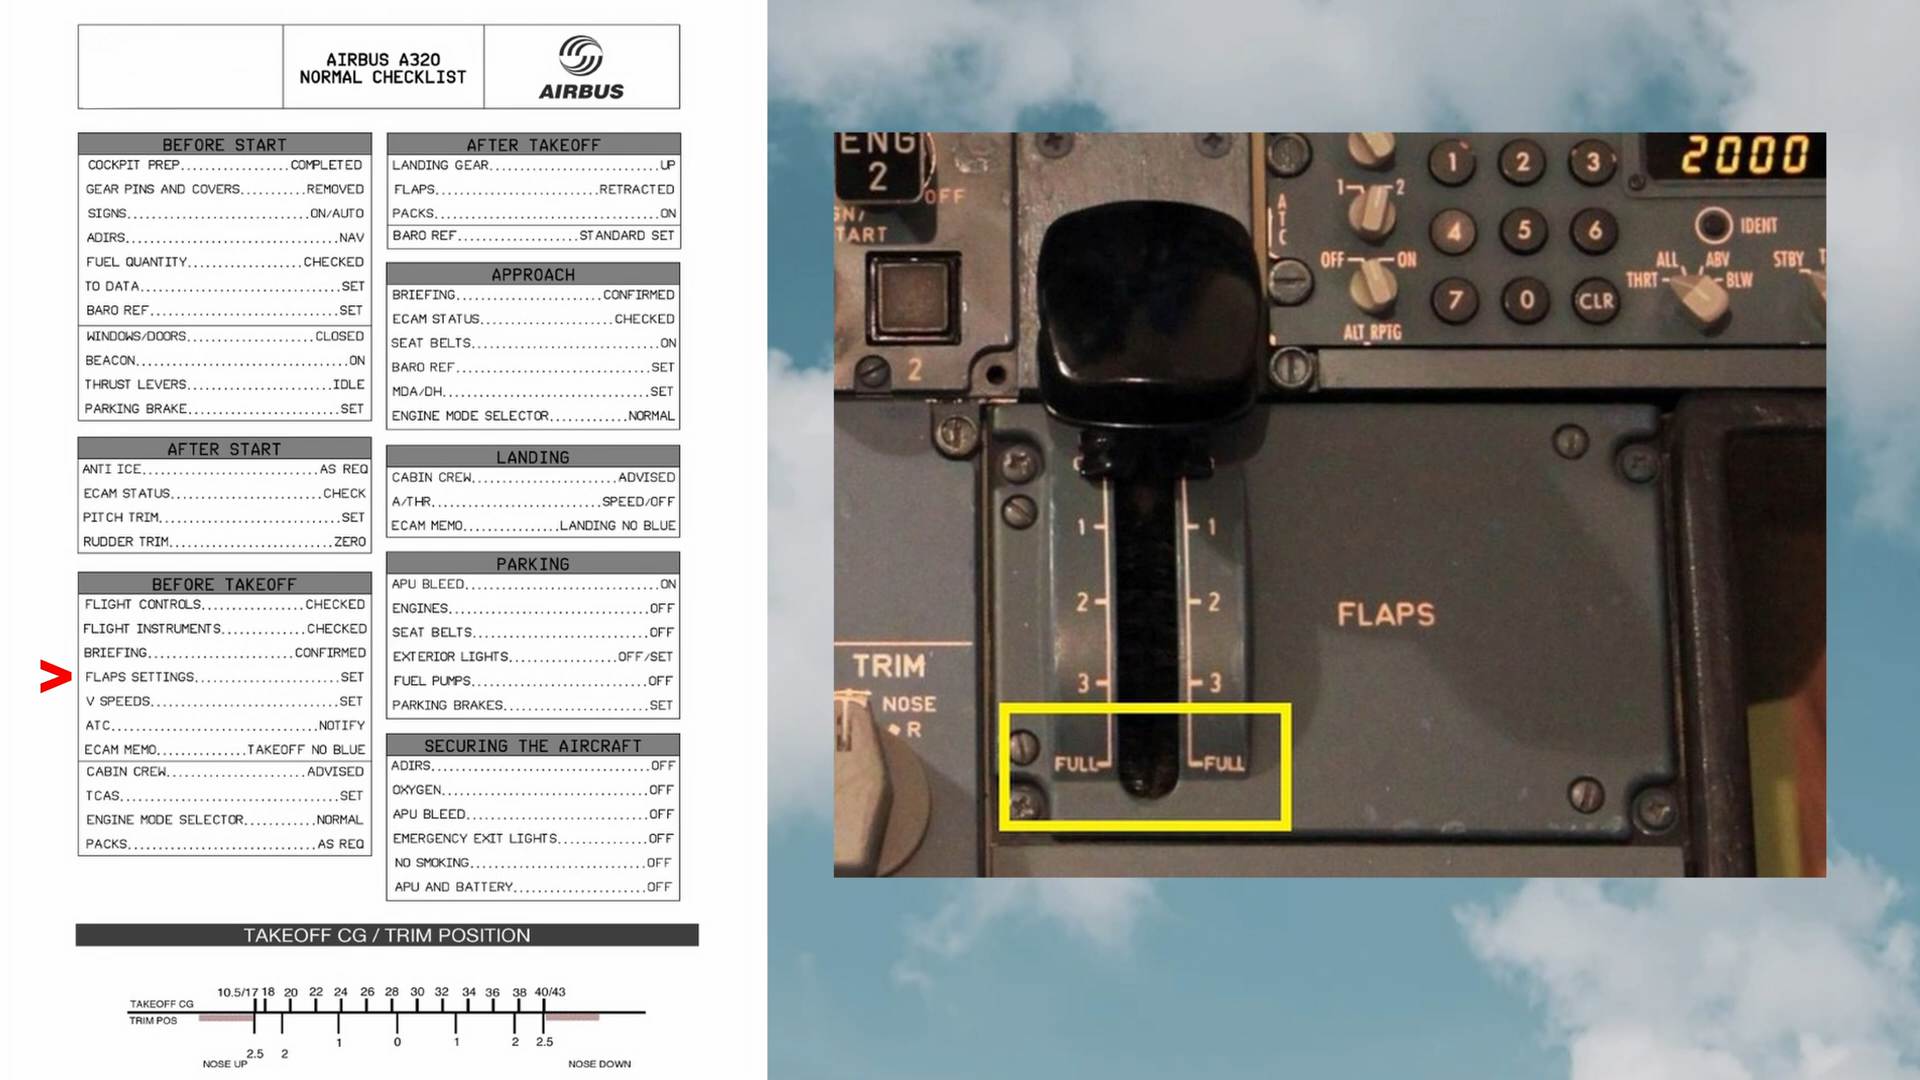 AIRBUS A320
NORMAL CHECKLIST
AIRBUS
BEFORE START
COCKPIT PREP....................COMPLETED
GEAR PINS AND COVERS..........REMOVED
SIGNS....................ON/AUTO
ADIRS....................NAV
FUEL QUANTITY....................CHECKED
TO DATA....................SET
BARO REF....................SET
WINDOWS/DOORS....................CLOSED
BEACON....................ON
THRUST LEVERS....................IDLE
PARKING BRAKE....................SET
AFTER START
ANTI ICE....................AS REQ
ECAM STATUS....................CHECK
PITCH TRIM....................SET
RUDDER TRIM....................ZERO
BEFORE TAKEOFF
FLIGHT CONTROLS....................CHECKED
FLIGHT INSTRUMENTS...............CHECKED
BRIEFING....................CONFIRMED
> FLAPS SETTINGS....................SET
V SPEEDS....................SET
ATC....................NOTIFY
ECAM MEMO...............TAKEOFF NO BLUE
CABIN CREW....................ADVISED
TCAS....................SET
ENGINE MODE SELECTOR............NORMAL
PACKS....................AS REQ
AFTER TAKEOFF
LANDING GEAR....................UP
FLAPS....................RETRACTED
PACKS....................ON
BARO REF....................STANDARD SET
APPROACH
BRIEFING....................CONFIRMED
ECAM STATUS....................CHECKED
SEAT BELTS....................ON
BARO REF....................SET
MDA/DH....................SET
ENGINE MODE SELECTOR............NORMAL
LANDING
CABIN CREW....................ADVISED
A/THR....................SPEED/OFF
ECAM MEMO...............LANDING NO BLUE
PARKING
APU BLEED....................ON
ENGINES....................OFF
SEAT BELTS....................OFF
EXTERIOR LIGHTS....................OFF/SET
FUEL PUMPS....................OFF
PARKING BRAKES....................SET
SECURING THE AIRCRAFT
ADIRS....................OFF
OXYGEN....................OFF
APU BLEED....................OFF
EMERGENCY EXIT LIGHTS...............OFF
NO SMOKING....................OFF
APU AND BATTERY....................OFF
TAKEOFF CG / TRIM POSITION
10.5/17 18 20 22 24 26 28 30 32 34 36 38 40/43
TAKEOFF CG
TRIM POS
2.5 2 1 0 1 2 2.5
NOSE UP NOSE DOWN
ENG
2
OFF
START
2
TRIM
NOSE
R
ATC
1 2
OFF ON
ALT RPTG
1 2 3
4 5 6
7 0 CLR
2000
IDENT
ALL ABV
THRT BLW
STBY
1 1
2 2
3 3
FULL FULL
FLAPS